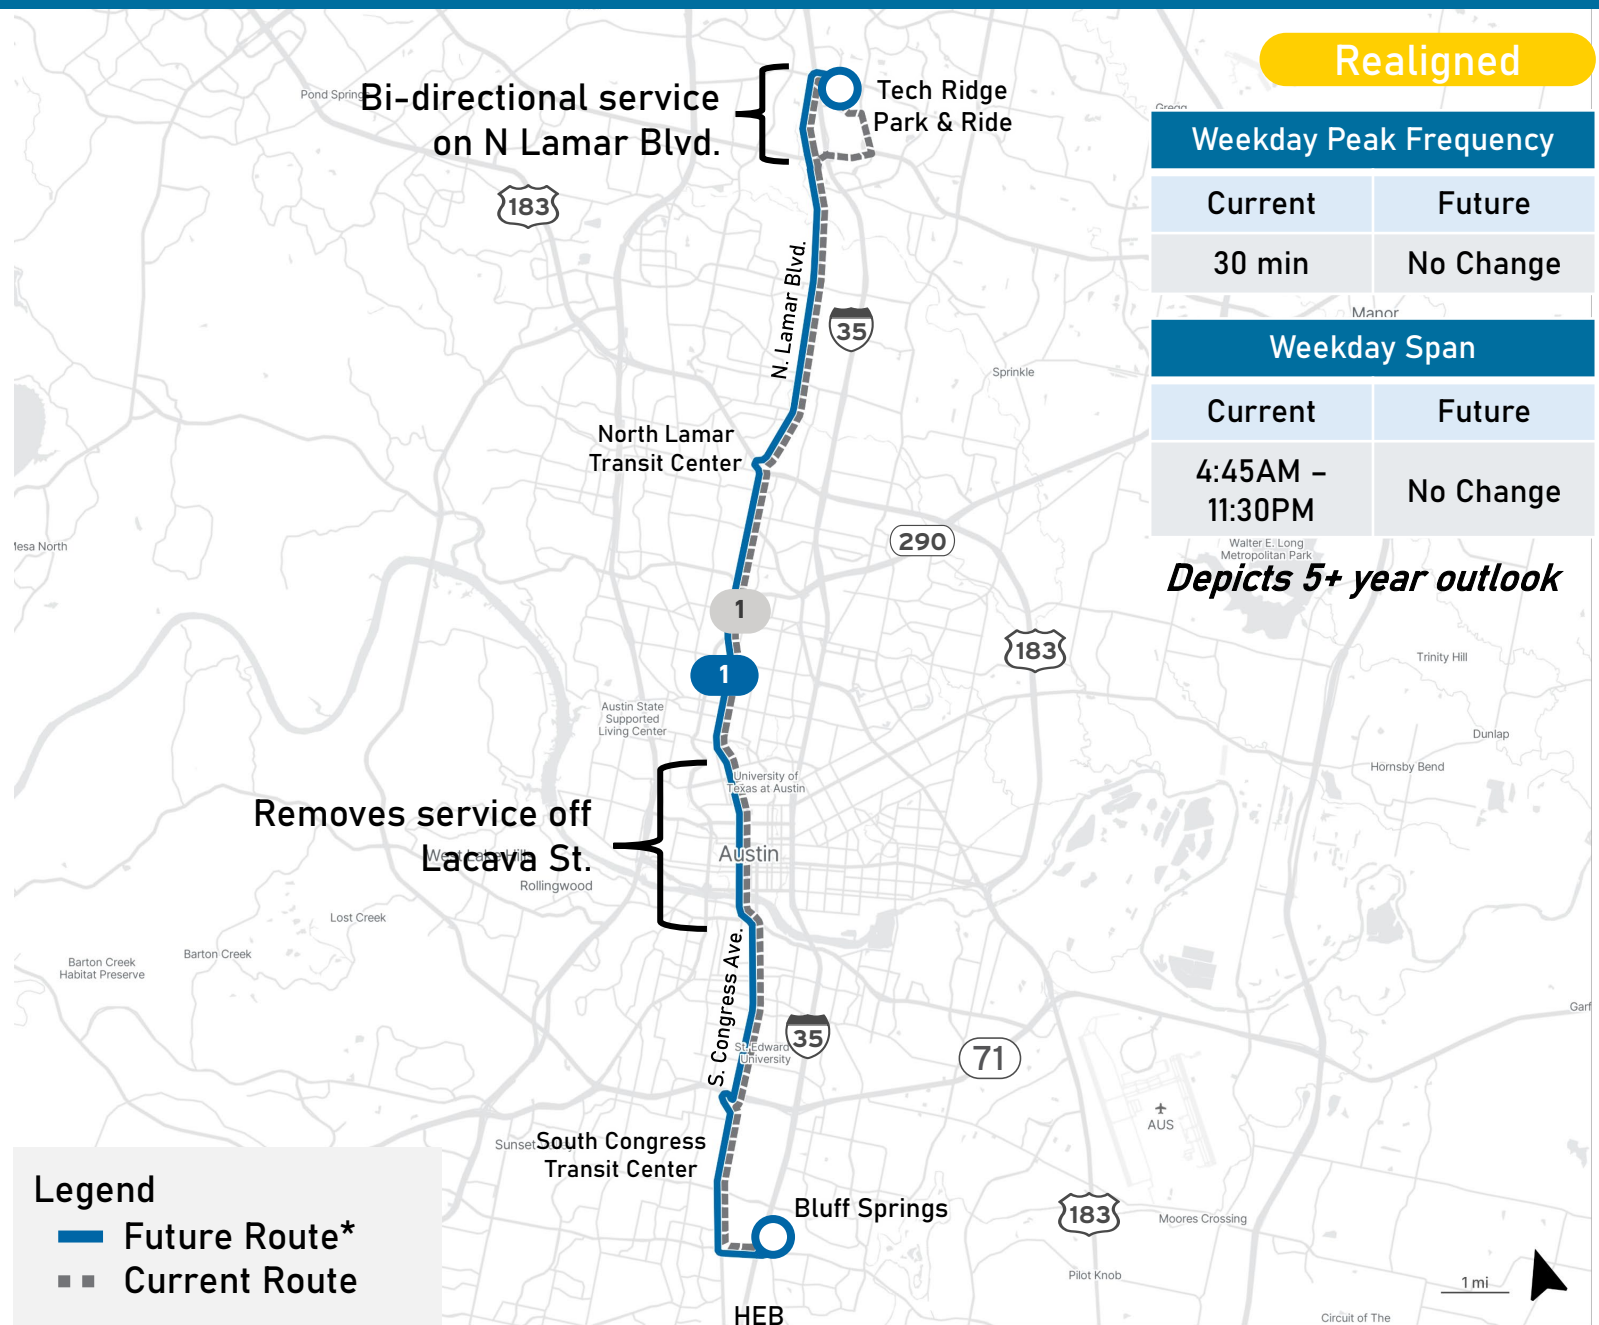 Realigned
Weekday Peak Frequency
Current
Future
30 min
No Change
Weekday Span
Current
Future
4:45AM –
11:30PM
No Change
Depicts 5+ year outlook
Bi-directional service
on N Lamar Blvd.
Tech Ridge
Park & Ride
Gregg
Manor
183
N. Lamar Blvd.
35
Sprinkle
North Lamar
Transit Center
290
Walter E. Long
Metropolitan Park
1
1
183
Trinity Hill
Austin State
Supported
Living Center
Dunlap
Hornsby Bend
University of
Texas at Austin
Removes service off
Lacava St.
West Lake Hills
Rollingwood
Austin
Lost Creek
Barton Creek
Barton Creek
Habitat Preserve
S. Congress Ave.
St. Edward
University
35
71
AUS
South Congress
Transit Center
Bluff Springs
183
Moores Crossing
Pilot Knob
HEB
Circuit of The
1 mi
Legend
Future Route*
Current Route